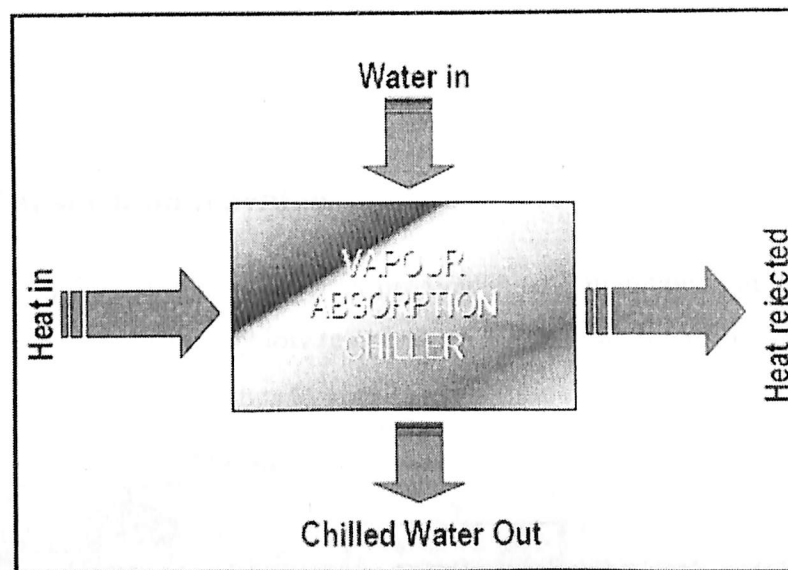 Water in
Heat in
VAPOUR
ABSORPTION
CHILLER
Heat rejected
Chilled Water Out